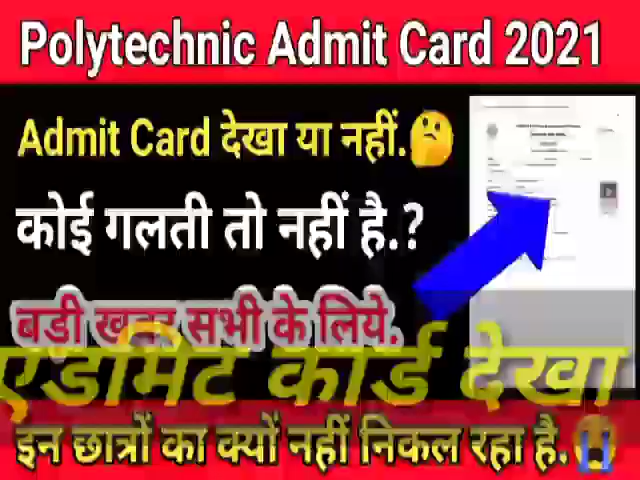 Polytechnic Admit Card 2021
Admit Card देखा या नहीं.
कोई गलती तो नहीं है.?
बड़ी खबर सभी के लिये.
एडमिट कार्ड देखा
इन छात्रों का क्यों नहीं निकल रहा है.